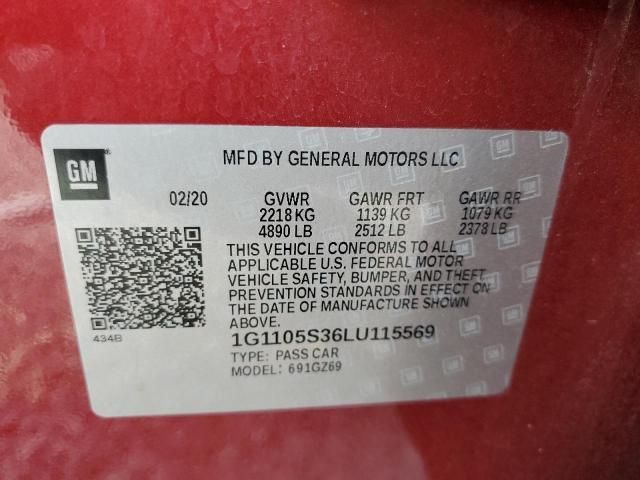 GM
MFD BY GENERAL MOTORS LLC
02/20 GVWR GAWR FRT GAWR RR
2218 KG 1139 KG 1079 KG
4890 LB 2512 LB 2378 LB
THIS VEHICLE CONFORMS TO ALL
APPLICABLE U.S. FEDERAL MOTOR
VEHICLE SAFETY, BUMPER, AND THEFT
PREVENTION STANDARDS IN EFFECT ON
THE DATE OF MANUFACTURE SHOWN
ABOVE.
434B
1G1105S36LU115569
TYPE: PASS CAR
MODEL: 691GZ69